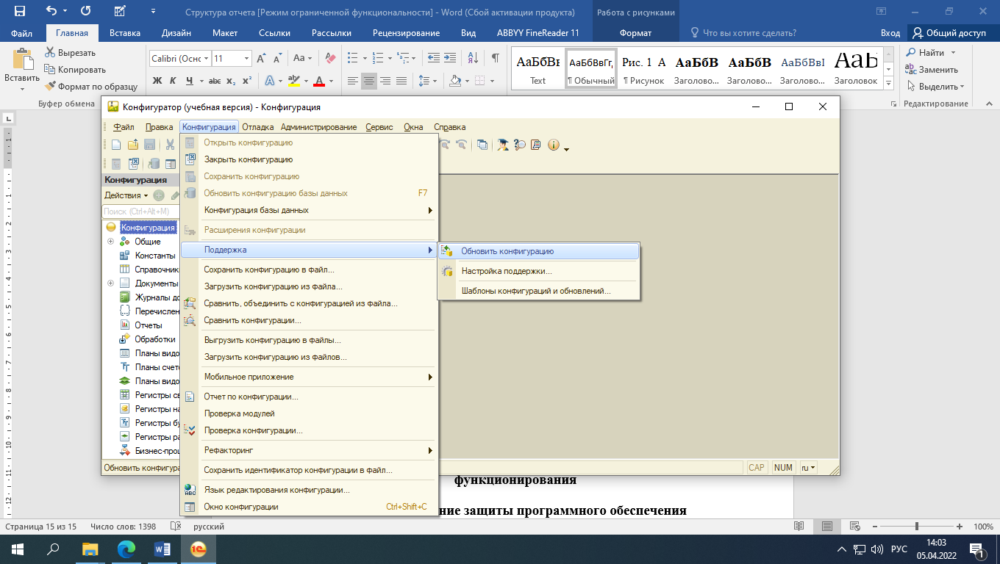 Структура отчета [Режим ограниченной функциональности] - Word (Сбой активации продукта)
Работа с рисунками
Файл
Главная
Вставка
Дизайн
Макет
Ссылки
Рассылки
Рецензирование
Вид
ABBYY FineReader 11
Формат
Что вы хотите сделать?
Вход
Общий доступ
Вставить
Вырезать
Копировать
Формат по образцу
Буфер обмена
Calibri (Оснс
11
Aa
Ж К Ч abc x₂ x²
АаБбВı
Text
АаБбВвГг,
¶ Обычный
Рис. 1 А
¶ Рисунок
АаБбВ
Заголово...
АаБбВ
Заголово...
АаБбВвІ
Заголово...
АаЬ
Заголовок
Найти
Заменить
Выделить
Редактирование
Конфигуратор (учебная версия) - Конфигурация
Файл Правка Конфигурация Отладка Администрирование Сервис Окна Справка
Конфигурация
Действия
Поиск (Ctrl+Alt+M)
Конфигурация
Общие
Константы
Справочник
Документы
Журналы до
Перечислен
Отчеты
Обработки
Планы видо
Планы счето
Планы видо
Регистры св
Регистры на
Регистры бу
Регистры ра
Бизнес-проц
Обновить конфигура
Открыть конфигурацию
Закрыть конфигурацию
Сохранить конфигурацию
Обновить конфигурацию базы данных F7
Конфигурация базы данных
Расширения конфигурации
Поддержка
Сохранить конфигурацию в файл...
Загрузить конфигурацию из файла...
Сравнить, объединить с конфигурацией из файла...
Сравнить конфигурации...
Выгрузить конфигурацию в файлы...
Загрузить конфигурацию из файлов...
Мобильное приложение
Отчет по конфигурации...
Проверка модулей
Проверка конфигурации...
Рефакторинг
Сохранить идентификатор конфигурации в файл...
Язык редактирования конфигурации...
Окно конфигурации Ctrl+Shift+C
Обновить конфигурацию
Настройка поддержки...
Шаблоны конфигураций и обновлений...
CAP NUM ru
функционирования
ние защиты программного обеспечения
Страница 15 из 15
Число слов: 1398
русский
100%
РУС
14:03
05.04.2022
1